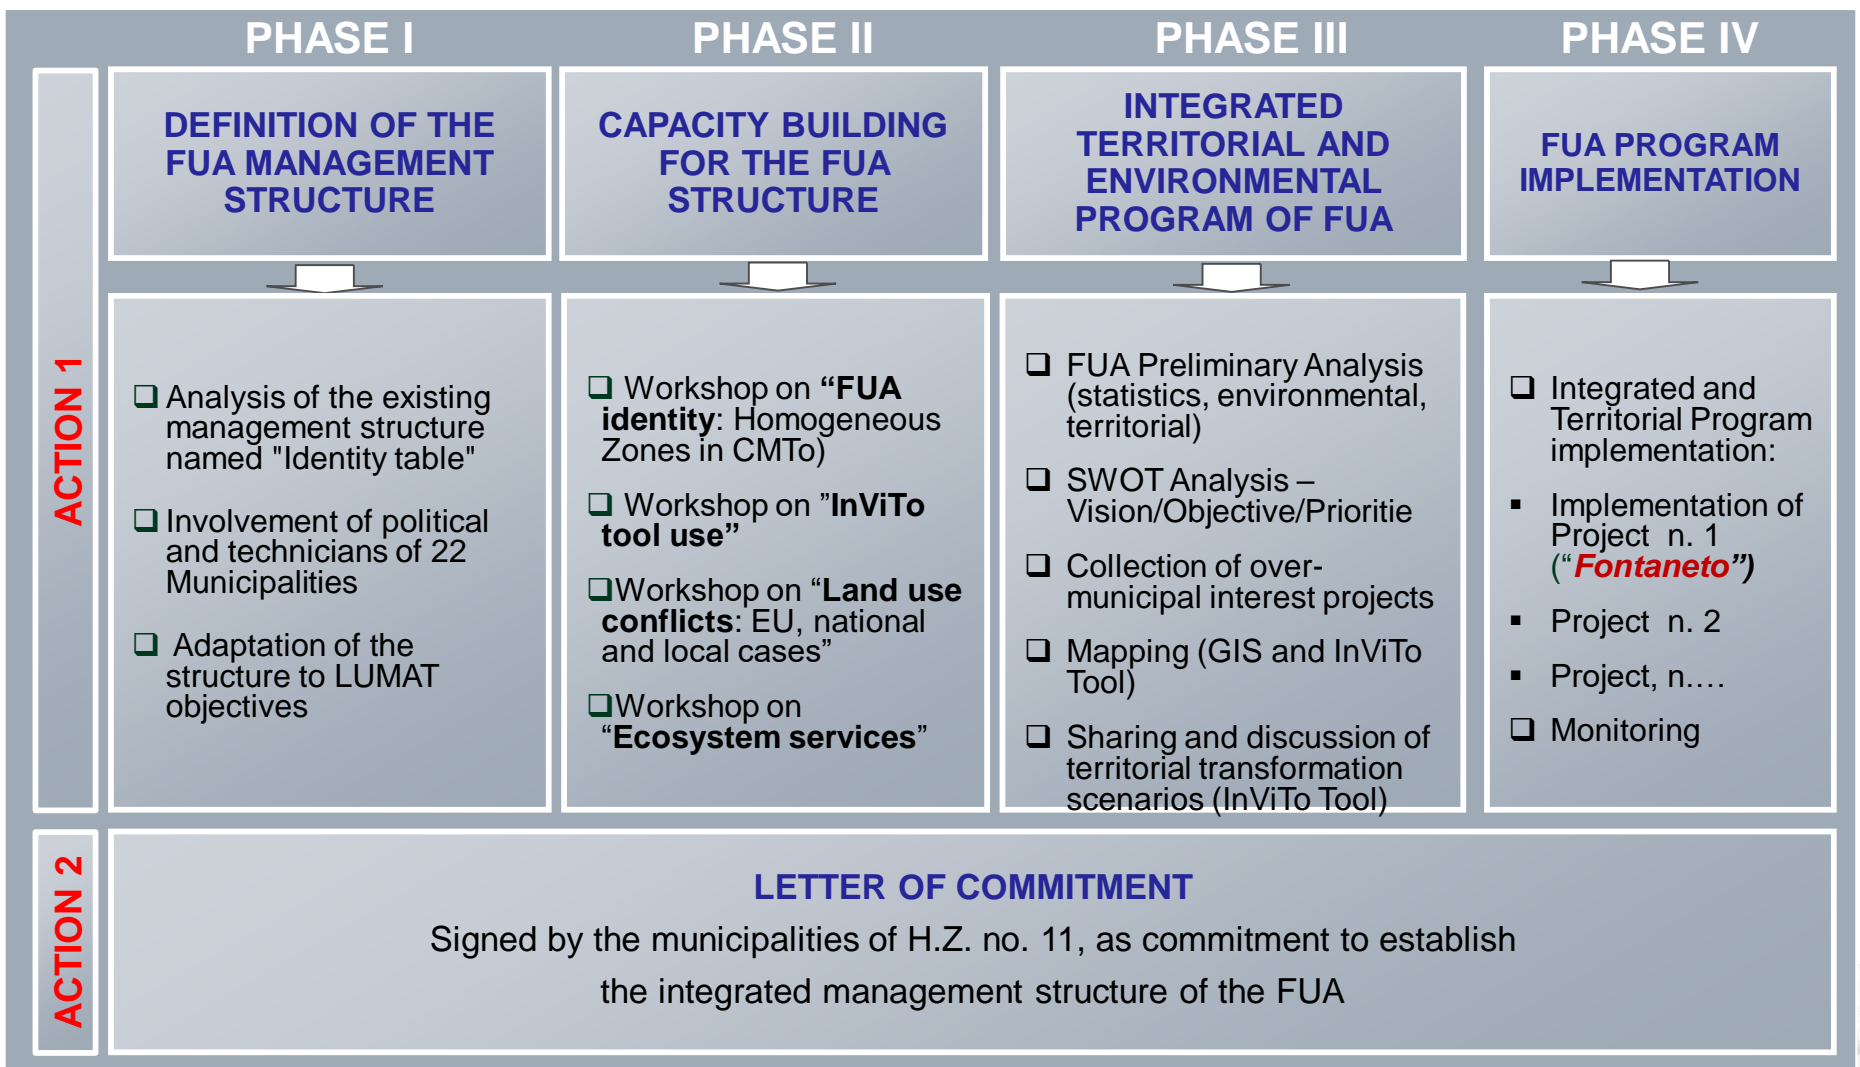 PHASE I
PHASE II
PHASE III
PHASE IV
ACTION 1
DEFINITION OF THE
FUA MANAGEMENT
STRUCTURE
CAPACITY BUILDING
FOR THE FUA
STRUCTURE
INTEGRATED
TERRITORIAL AND
ENVIRONMENTAL
PROGRAM OF FUA
FUA PROGRAM
IMPLEMENTATION
❑ Analysis of the existing
management structure
named "Identity table"
❑ Involvement of political
and technicians of 22
Municipalities
❑ Adaptation of the
structure to LUMAT
objectives
❑ Workshop on “FUA
identity: Homogeneous
Zones in CMTo)
❑ Workshop on ”InViTo
tool use”
❑Workshop on “Land use
conflicts: EU, national
and local cases”
❑Workshop on
“Ecosystem services”
❑ FUA Preliminary Analysis
(statistics, environmental,
territorial)
❑ SWOT Analysis –
Vision/Objective/Prioritie
❑ Collection of over-
municipal interest projects
❑ Mapping (GIS and InViTo
Tool)
❑ Sharing and discussion of
territorial transformation
scenarios (InViTo Tool)
❑ Integrated and
Territorial Program
implementation:
▪ Implementation of
Project n. 1
(“Fontaneto”)
▪ Project n. 2
▪ Project, n.…
❑ Monitoring
ACTION 2
LETTER OF COMMITMENT
Signed by the municipalities of H.Z. no. 11, as commitment to establish
the integrated management structure of the FUA